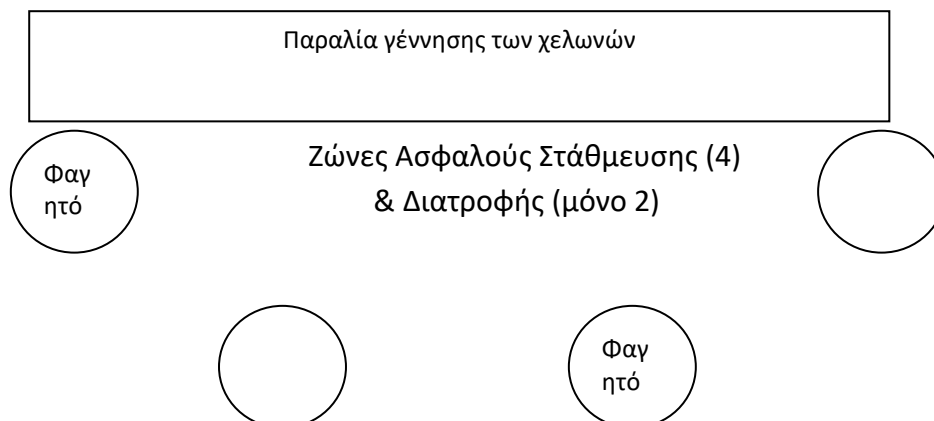 Παραλία γέννησης των χελωνών
Ζώνες Ασφαλούς Στάθμευσης (4)
& Διατροφής (μόνο 2)
Φαγ
ητό
Φαγ
ητό